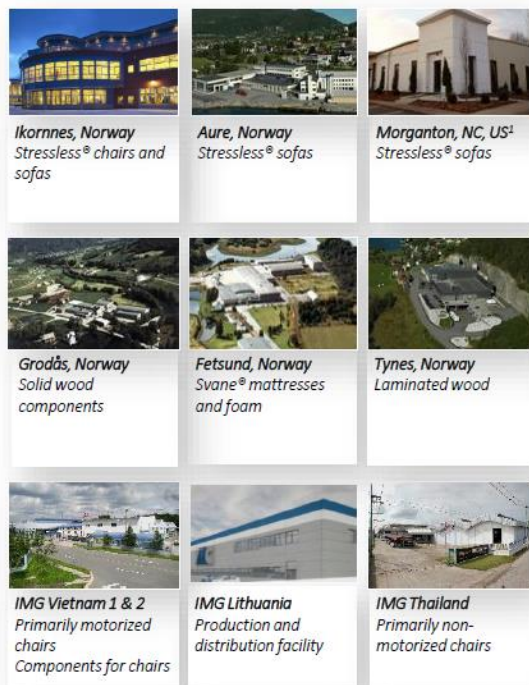 Ikornnes, Norway
Stressless® chairs and
sofas
Aure, Norway
Stressless® sofas
Morganton, NC, US¹
Stressless® sofas
Grodås, Norway
Solid wood
components
Fetsund, Norway
Svane® mattresses
and foam
Tynes, Norway
Laminated wood
IMG Vietnam 1 & 2
Primarily motorized
chairs
Components for chairs
IMG Lithuania
Production and
distribution facility
IMG Thailand
Primarily non-
motorized chairs